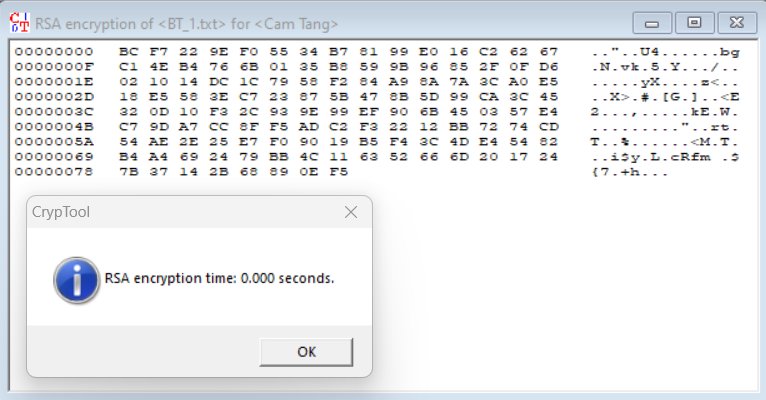 RSA encryption of <BT_1.txt> for <Cam Tang>
00000000 BC F7 22 9E F0 55 34 B7 81 99 E0 16 C2 62 67 .."..U4......bg
0000000F C1 4E B4 76 6B 01 35 B8 59 9B 96 85 2F 0F D6 .N.vk.5.Y.../..
0000001E 02 10 14 DC 1C 79 58 F2 84 A9 8A 7A 3C A0 E5 .....yX....z<..
0000002D 18 E5 58 3E C7 23 87 5B 47 8B 5D 99 CA 3C 45 ..X>.#.[G.]..<E
0000003C 32 0D 10 F3 2C 93 9E 99 EF 90 6B 45 03 57 E4 2...,.....kE.W.
0000004B C7 9D A7 CC 8F F5 AD C2 F3 22 12 BB 72 74 CD ........."..rt.
0000005A 54 AE 2E 25 E7 F0 90 19 B5 F4 3C 4D E4 54 82 T..%......<M.T.
00000069 B4 A4 69 24 79 BB 4C 11 63 52 66 6D 20 17 24 ..i$y.L.cRfm .$
00000078 7B 37 14 2B 68 89 0E F5 {7.+h...
CrypTool
RSA encryption time: 0.000 seconds.
OK